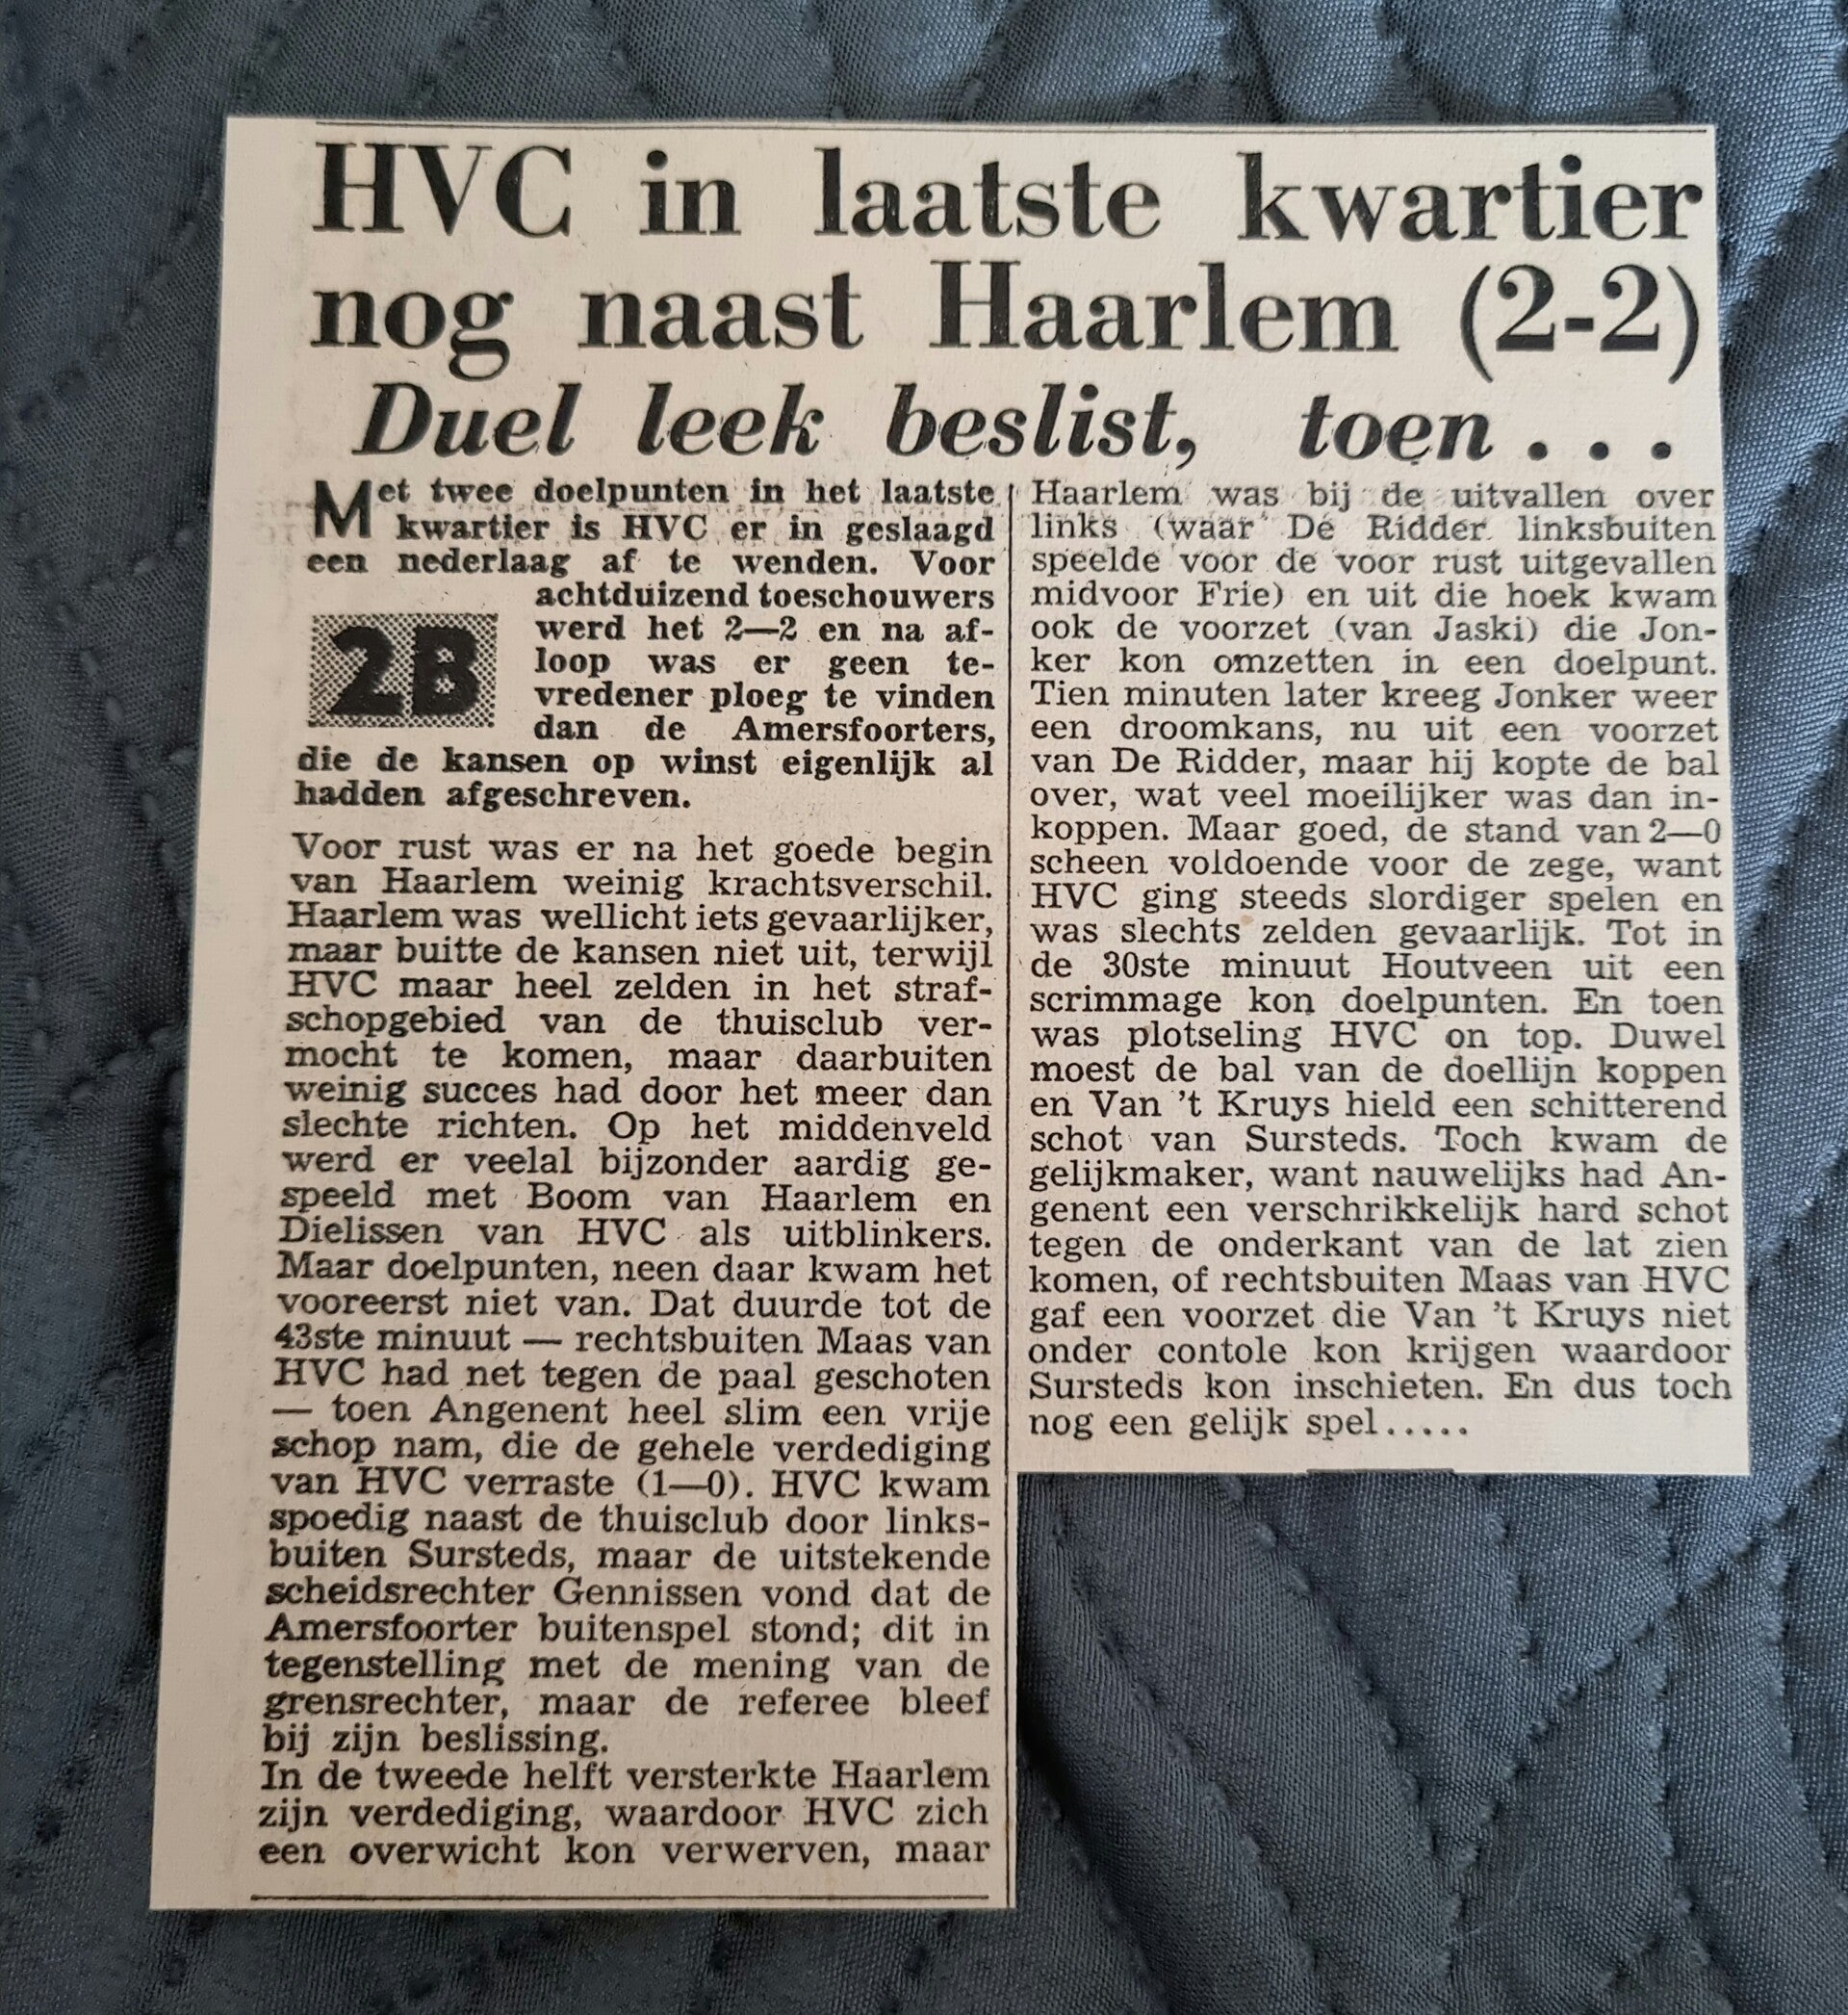 HVC in laatste kwartier
nog naast Haarlem (2-2)
Duel leek beslist, toen . . .
Met twee doelpunten in het laatste
kwartier is HVC er in geslaagd
een nederlaag af te wenden. Voor
achtduizend toeschouwers
werd het 2—2 en na af-
loop was er geen te-
vredener ploeg te vinden
dan de Amersfoorters,
2B
die de kansen op winst eigenlijk al
hadden afgeschreven.
Voor rust was er na het goede begin
van Haarlem weinig krachtsverschil.
Haarlem was wellicht iets gevaarlijker,
maar buitte de kansen niet uit, terwijl
HVC maar heel zelden in het straf-
schopgebied van de thuisclub ver-
mocht te komen, maar daarbuiten
weinig succes had door het meer dan
slechte richten. Op het middenveld
werd er veelal bijzonder aardig ge-
speeld met Boom van Haarlem en
Dielissen van HVC als uitblinkers.
Maar doelpunten, neen daar kwam het
vooreerst niet van. Dat duurde tot de
43ste minuut — rechtsbuiten Maas van
HVC had net tegen de paal geschoten
— toen Angenent heel slim een vrije
schop nam, die de gehele verdediging
van HVC verraste (1—0). HVC kwam
spoedig naast de thuisclub door links-
buiten Sursteds, maar de uitstekende
scheidsrechter Gennissen vond dat de
Amersfoorter buitenspel stond; dit in
tegenstelling met de mening van de
grensrechter, maar de referee bleef
bij zijn beslissing.
In de tweede helft versterkte Haarlem
zijn verdediging, waardoor HVC zich
een overwicht kon verwerven, maar
Haarlem was bij de uitvallen over
links (waar De Ridder linksbuiten
speelde voor de voor rust uitgevallen
midvoor Frie) en uit die hoek kwam
ook de voorzet (van Jaski) die Jon-
ker kon omzetten in een doelpunt.
Tien minuten later kreeg Jonker weer
een droomkans, nu uit een voorzet
van De Ridder, maar hij kopte de bal
over, wat veel moeilijker was dan in-
koppen. Maar goed, de stand van 2—0
scheen voldoende voor de zege, want
HVC ging steeds slordiger spelen en
was slechts zelden gevaarlijk. Tot in
de 30ste minuut Houtveen uit een
scrimmage kon doelpunten. En toen
was plotseling HVC on top. Duwel
moest de bal van de doellijn koppen
en Van 't Kruys hield een schitterend
schot van Sursteds. Toch kwam de
gelijkmaker, want nauwelijks had An-
genent een verschrikkelijk hard schot
tegen de onderkant van de lat zien
komen, of rechtsbuiten Maas van HVC
gaf een voorzet die Van 't Kruys niet
onder contole kon krijgen waardoor
Sursteds kon inschieten. En dus toch
nog een gelijk spel.....